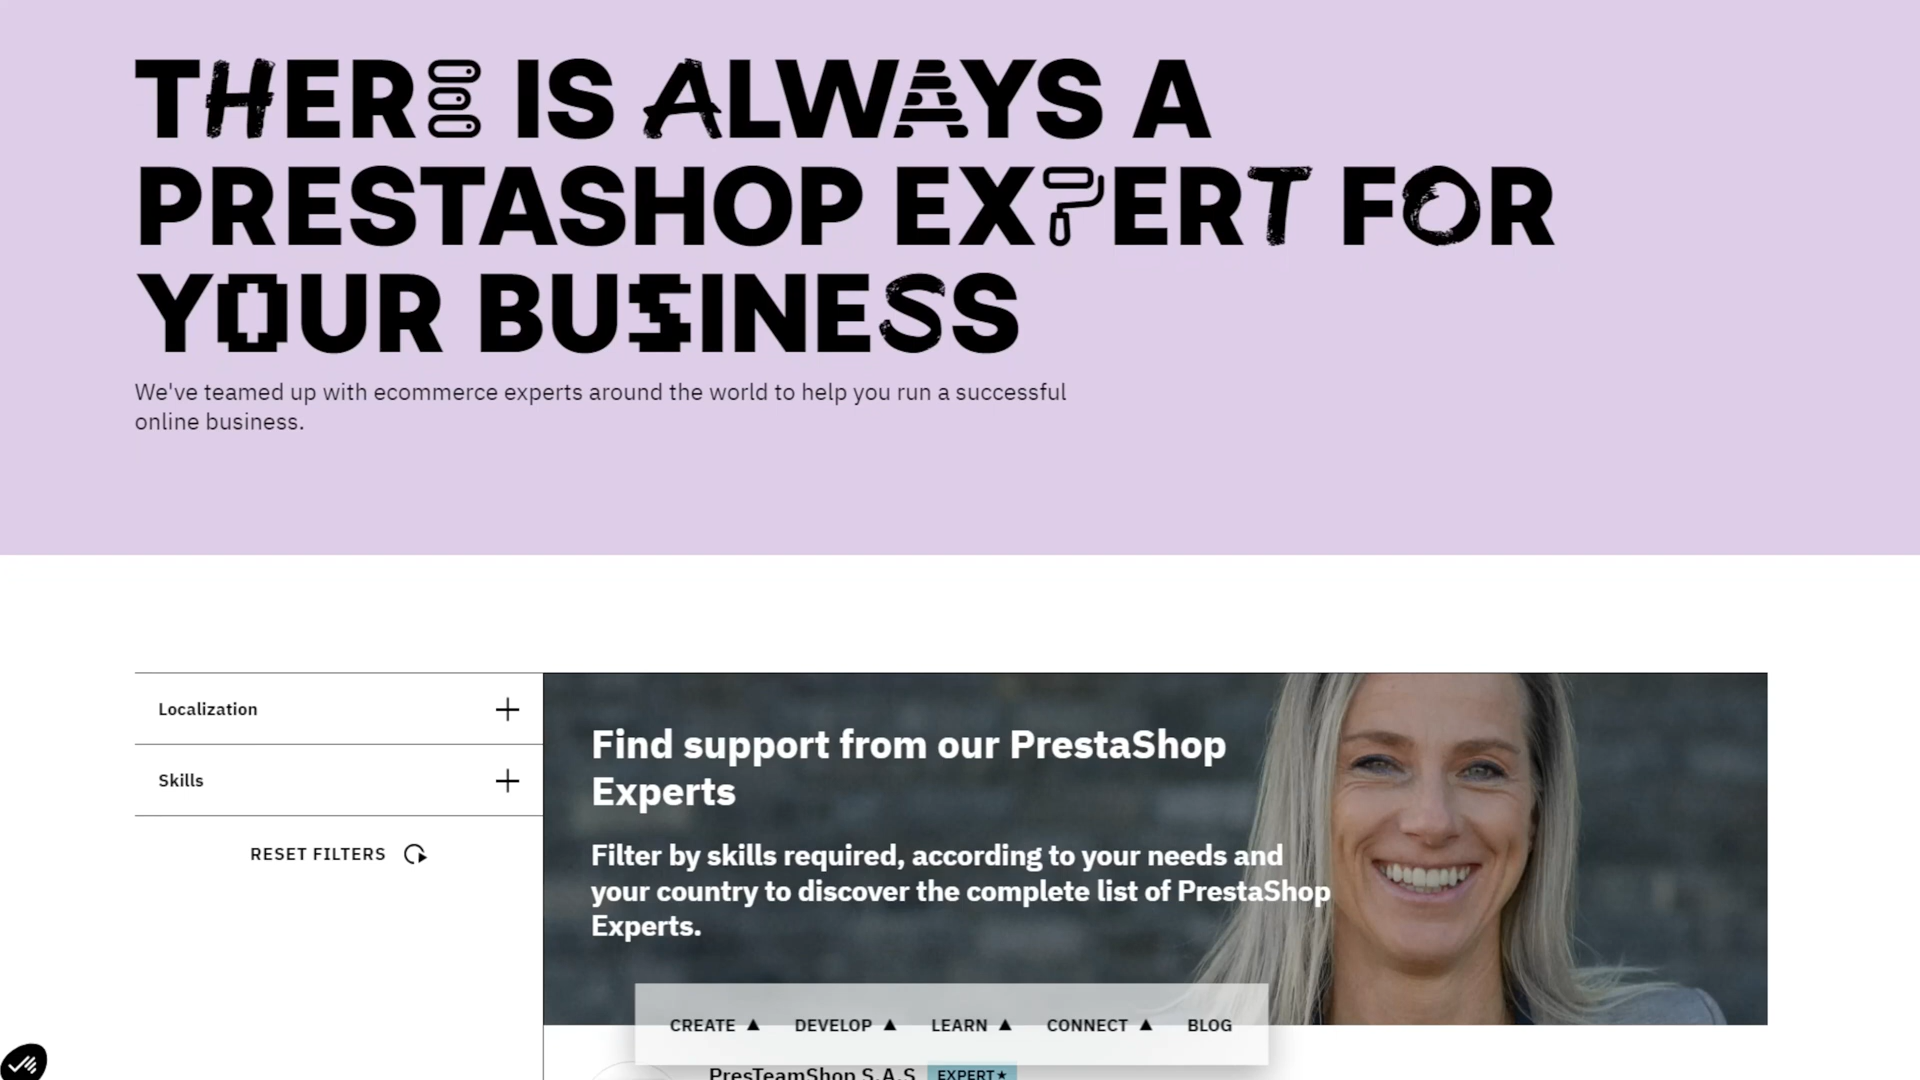 THERE IS ALWAYS A
PRESTASHOP EXPERT FOR
YOUR BUSINESS
We've teamed up with ecommerce experts around the world to help you run a successful
online business.
Localization
Skills
RESET FILTERS
Find support from our PrestaShop
Experts
Filter by skills required, according to your needs and
your country to discover the complete list of PrestaShop
Experts.
CREATE ▲ DEVELOP ▲ LEARN ▲ CONNECT ▲ BLOG
PresTeamShop S.A.S EXPERT★